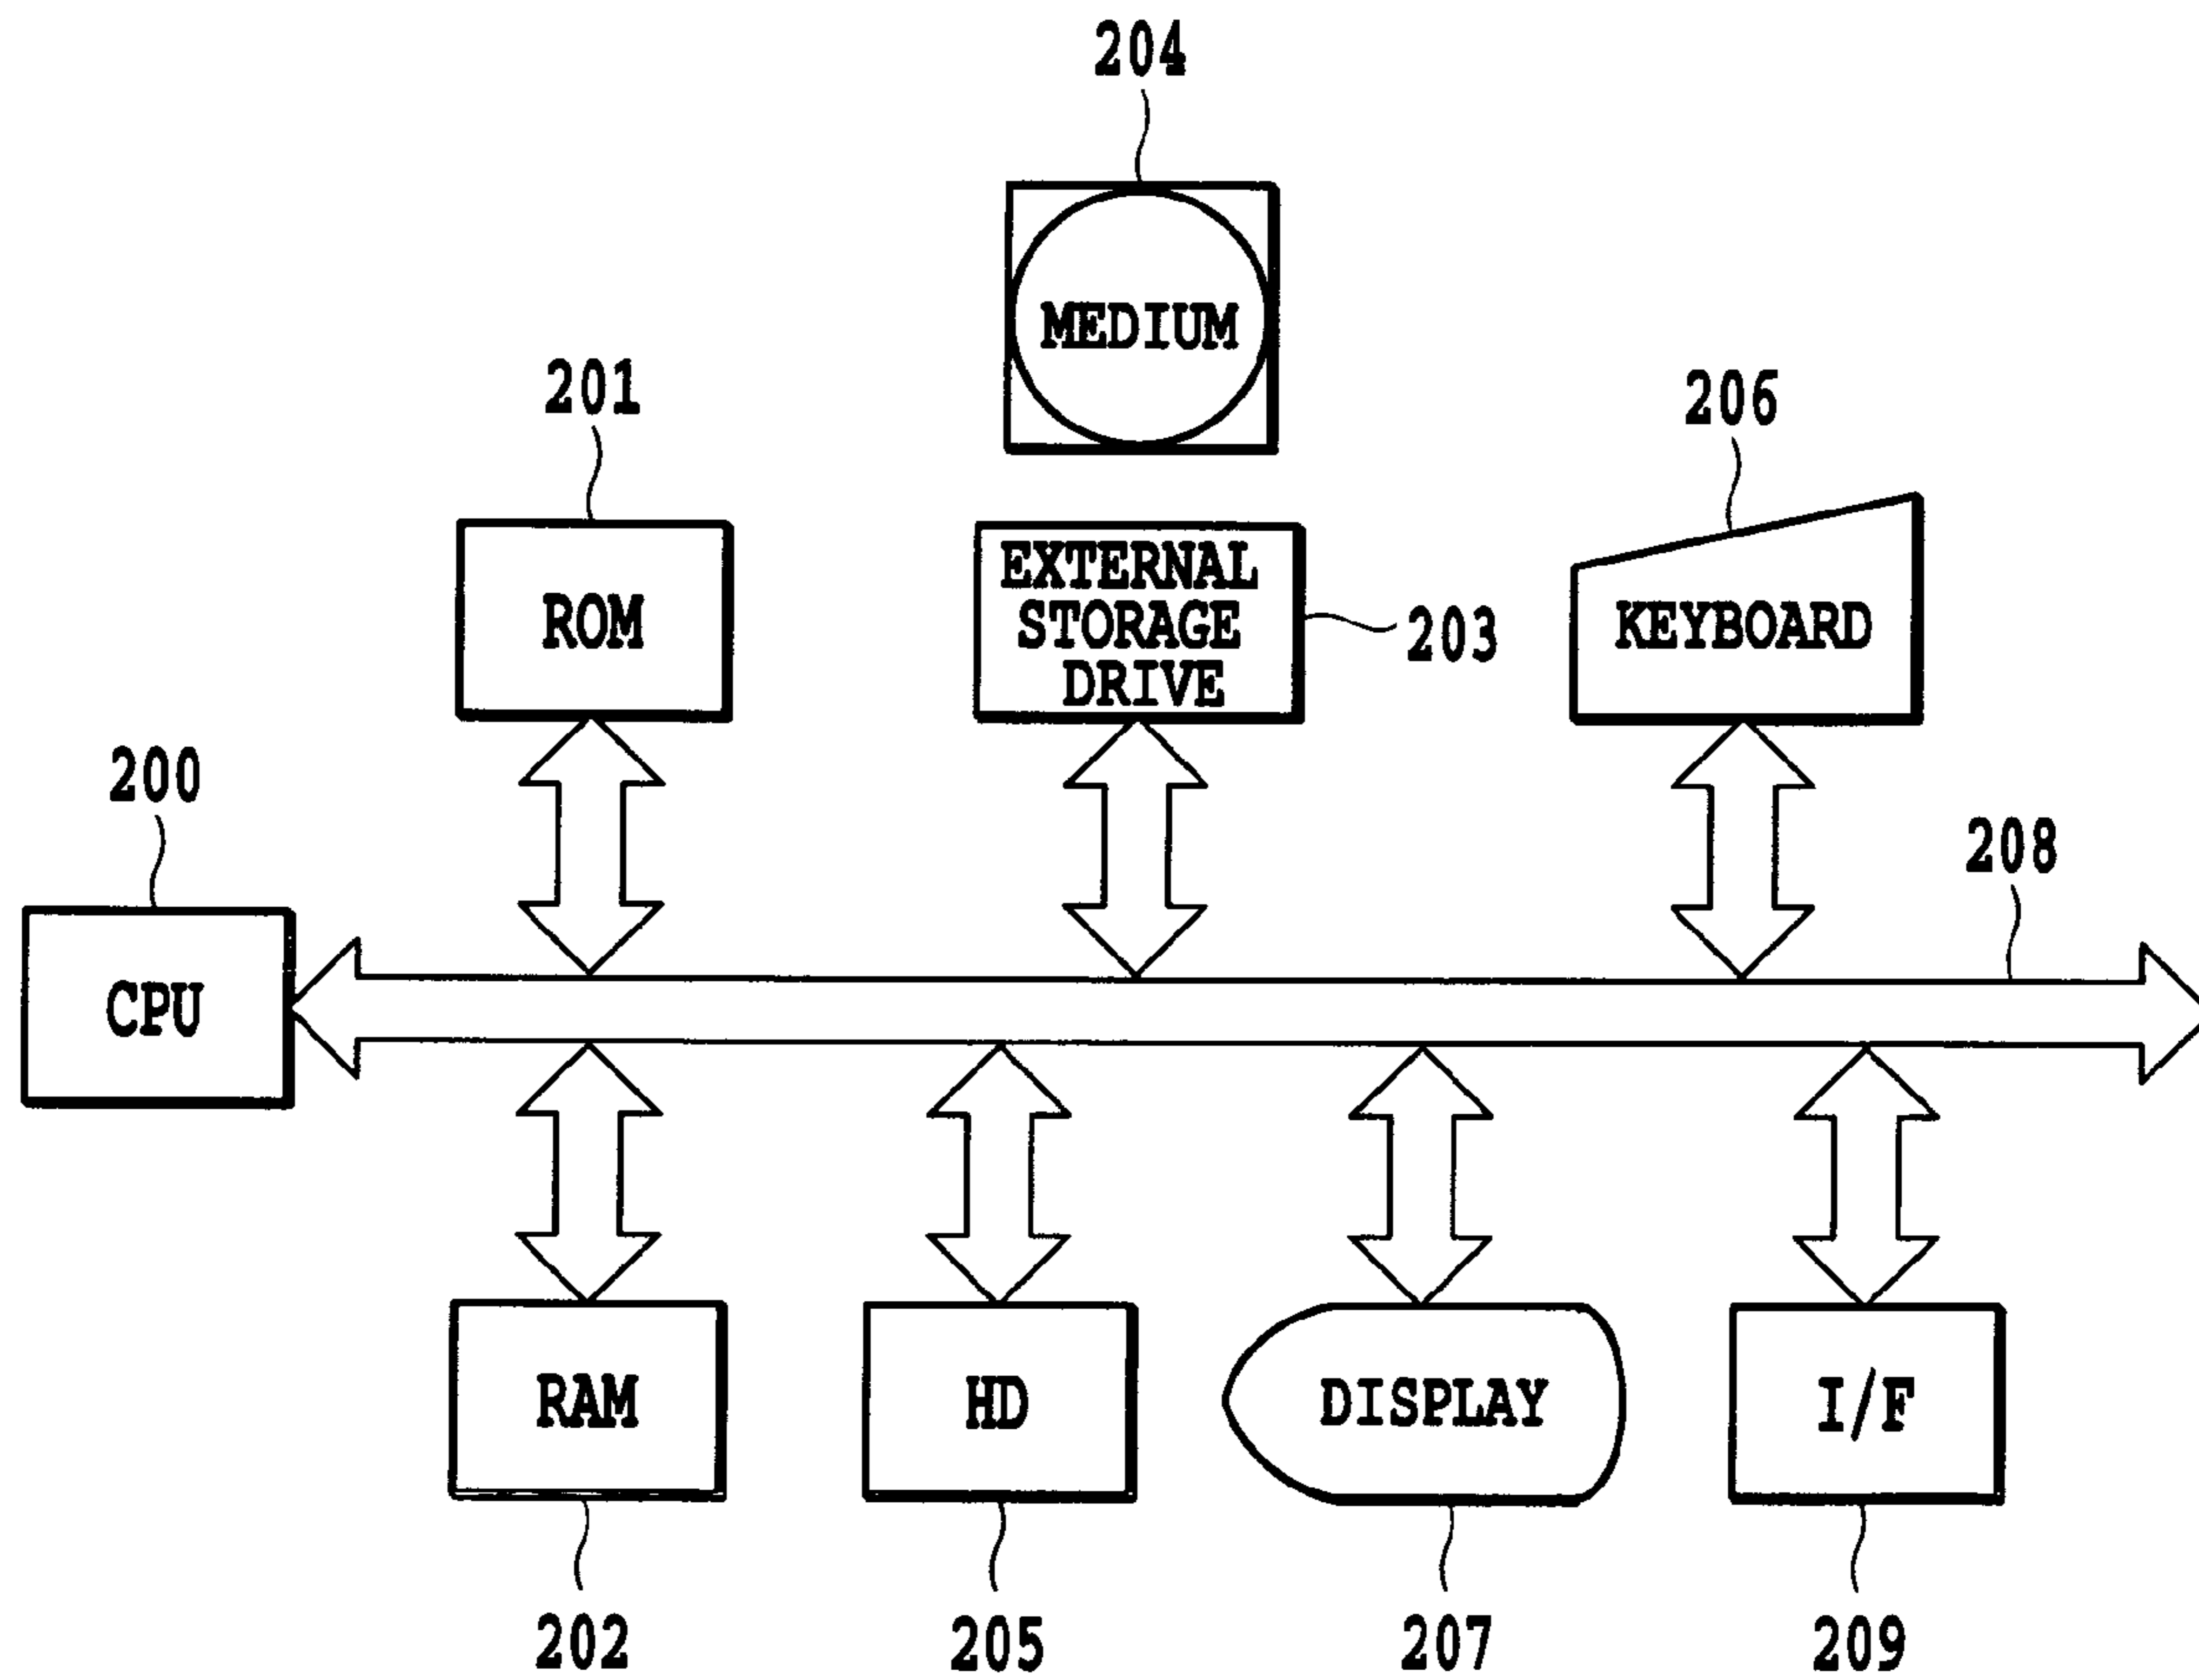 204
MEDIUM
201
206
ROM
EXTERNAL
STORAGE
DRIVE
203
KEYBOARD
200
208
CPU
RAM
HD
DISPLAY
I/F
202
205
207
209